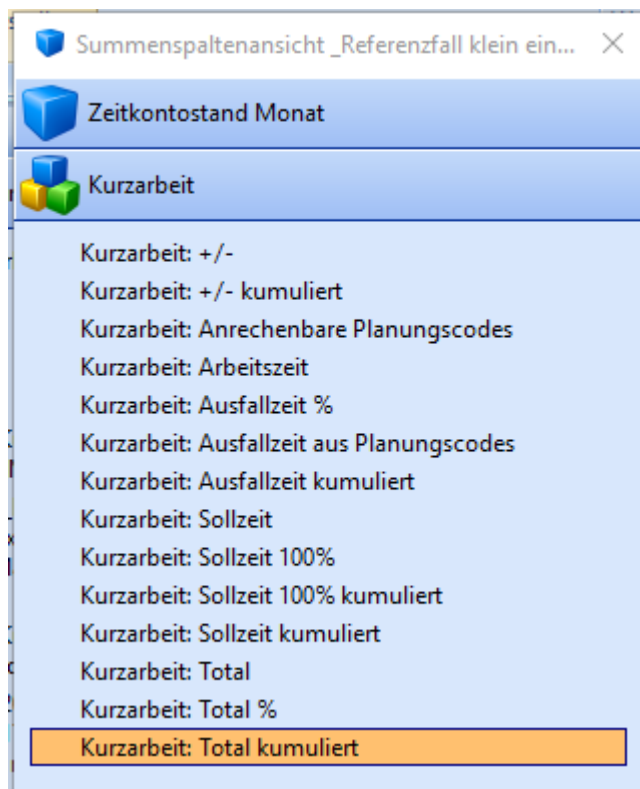 Summenspaltenansicht _Referenzfall klein ein...
Zeitkontostand Monat
Kurzarbeit
Kurzarbeit: +/-
Kurzarbeit: +/- kumuliert
Kurzarbeit: Anrechenbare Planungscodes
Kurzarbeit: Arbeitszeit
Kurzarbeit: Ausfallzeit %
Kurzarbeit: Ausfallzeit aus Planungscodes
Kurzarbeit: Ausfallzeit kumuliert
Kurzarbeit: Sollzeit
Kurzarbeit: Sollzeit 100%
Kurzarbeit: Sollzeit 100% kumuliert
Kurzarbeit: Sollzeit kumuliert
Kurzarbeit: Total
Kurzarbeit: Total %
Kurzarbeit: Total kumuliert